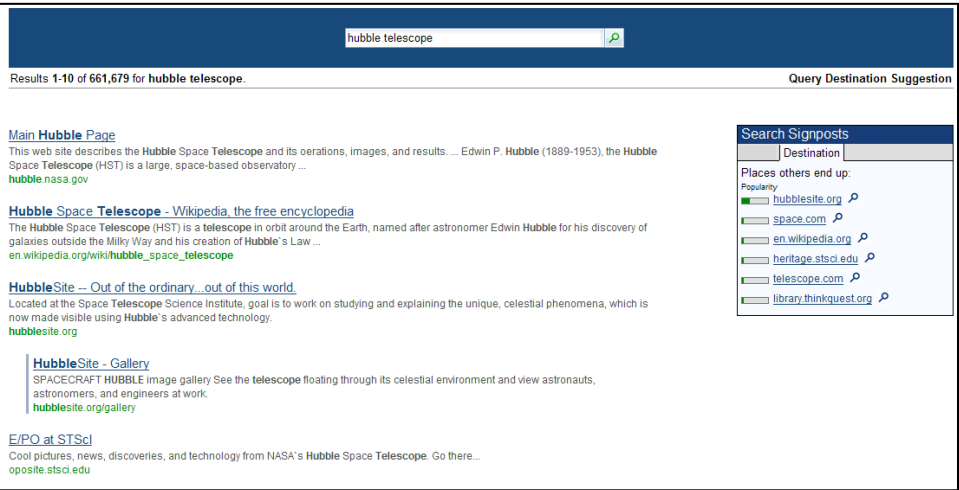 hubble telescope
Results 1-10 of 661,679 for hubble telescope.
Query Destination Suggestion
Main Hubble Page
This web site describes the Hubble Space Telescope and its oerations, images, and results. ... Edwin P. Hubble (1889-1953), the Hubble
Space Telescope (HST) is a large, space-based observatory ...
hubble.nasa.gov
Hubble Space Telescope - Wikipedia, the free encyclopedia
The Hubble Space Telescope (HST) is a telescope in orbit around the Earth, named after astronomer Edwin Hubble for his discovery of
galaxies outside the Milky Way and his creation of Hubble`s Law ...
en.wikipedia.org/wiki/hubble_space_telescope
HubbleSite -- Out of the ordinary...out of this world.
Located at the Space Telescope Science Institute, goal is to work on studying and explaining the unique, celestial phenomena, which is
now made visible using Hubble`s advanced technology.
hubblesite.org
HubbleSite - Gallery
SPACECRAFT HUBBLE image gallery See the telescope floating through its celestial environment and view astronauts,
astronomers, and engineers at work.
hubblesite.org/gallery
E/PO at STScI
Cool pictures, news, discoveries, and technology from NASA`s Hubble Space Telescope. Go there...
oposite.stsci.edu
Search Signposts
Destination
Places others end up:
Popularity
hubblesite.org
space.com
en.wikipedia.org
heritage.stsci.edu
telescope.com
library.thinkquest.org